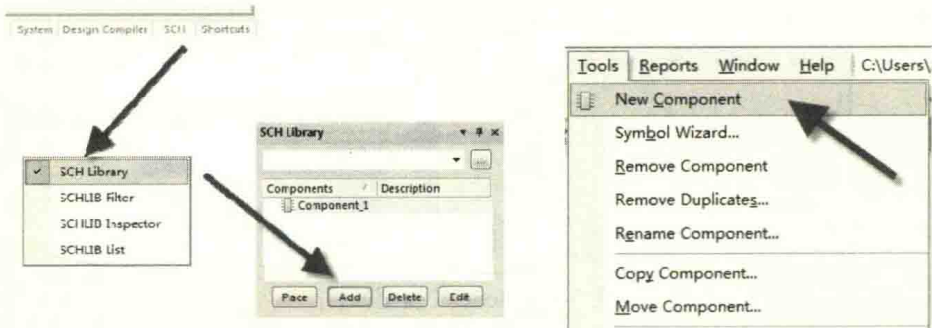 System Design Compiler SCH Shortcuts
SCH Library
SCHLIB Filter
SCHLIB Inspector
SCHLIB List
SCH Library
Components / Description
Component_1
Place Add Delete Edit
Tools Reports Window Help C:\Users\
New Component
Symbol Wizard...
Remove Component
Remove Duplicates...
Rename Component...
Copy Component...
Move Component...